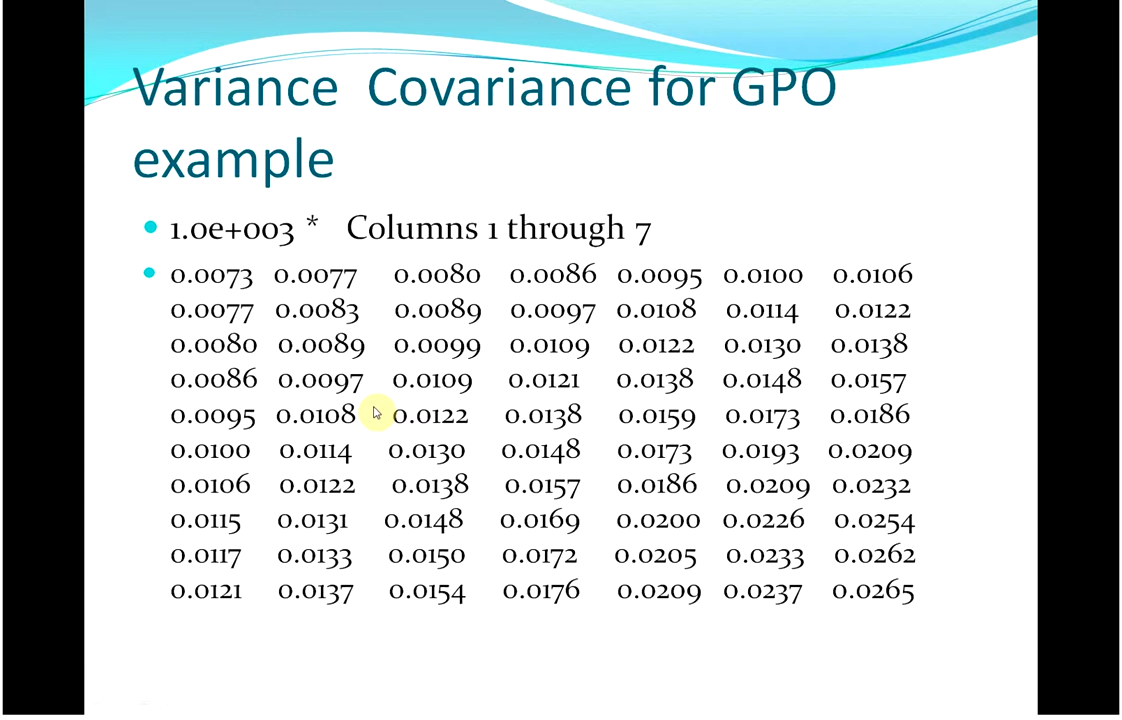 Variance Covariance for GPO
example
• 1.0e+003 * Columns 1 through 7
• 0.0073 0.0077 0.0080 0.0086 0.0095 0.0100 0.0106
0.0077 0.0083 0.0089 0.0097 0.0108 0.0114 0.0122
0.0080 0.0089 0.0099 0.0109 0.0122 0.0130 0.0138
0.0086 0.0097 0.0109 0.0121 0.0138 0.0148 0.0157
0.0095 0.0108 0.0122 0.0138 0.0159 0.0173 0.0186
0.0100 0.0114 0.0130 0.0148 0.0173 0.0193 0.0209
0.0106 0.0122 0.0138 0.0157 0.0186 0.0209 0.0232
0.0115 0.0131 0.0148 0.0169 0.0200 0.0226 0.0254
0.0117 0.0133 0.0150 0.0172 0.0205 0.0233 0.0262
0.0121 0.0137 0.0154 0.0176 0.0209 0.0237 0.0265